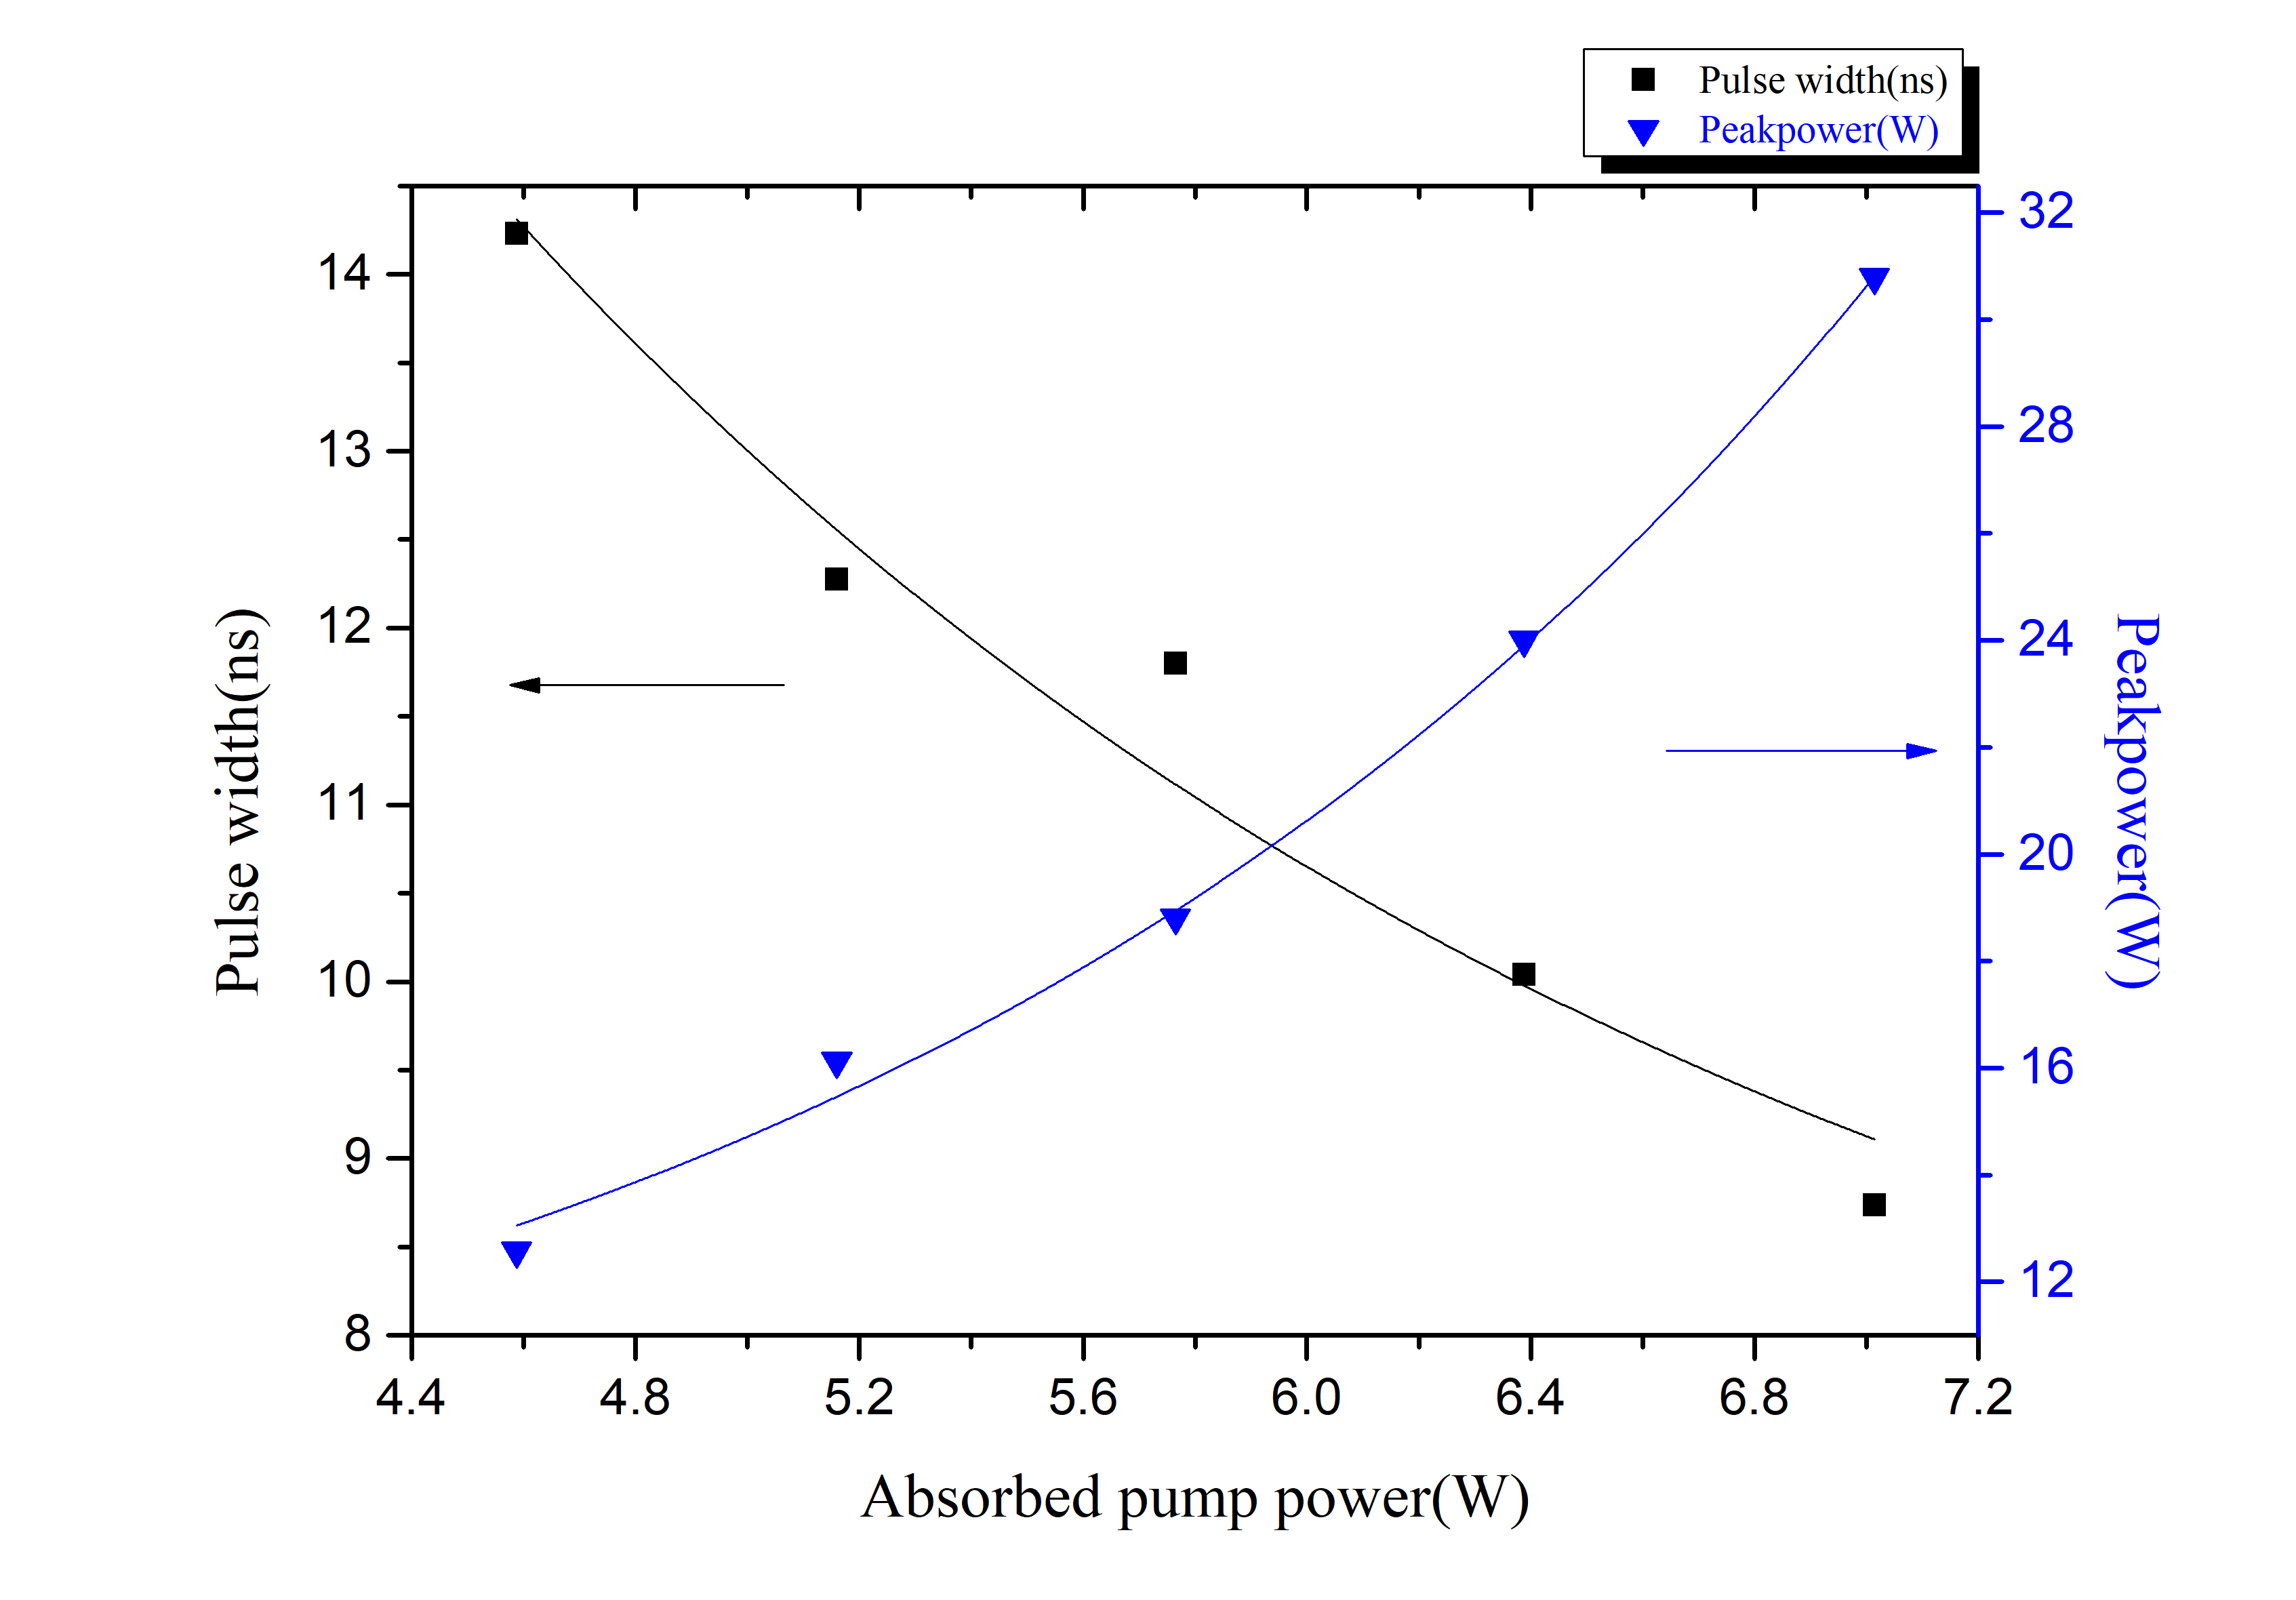 Pulse width(ns)
Peakpower(W)
14
13
12
11
10
9
8
Pulse width(ns)
32
28
24
20
16
12
Peakpower(W)
4.4 4.8 5.2 5.6 6.0 6.4 6.8 7.2
Absorbed pump power(W)